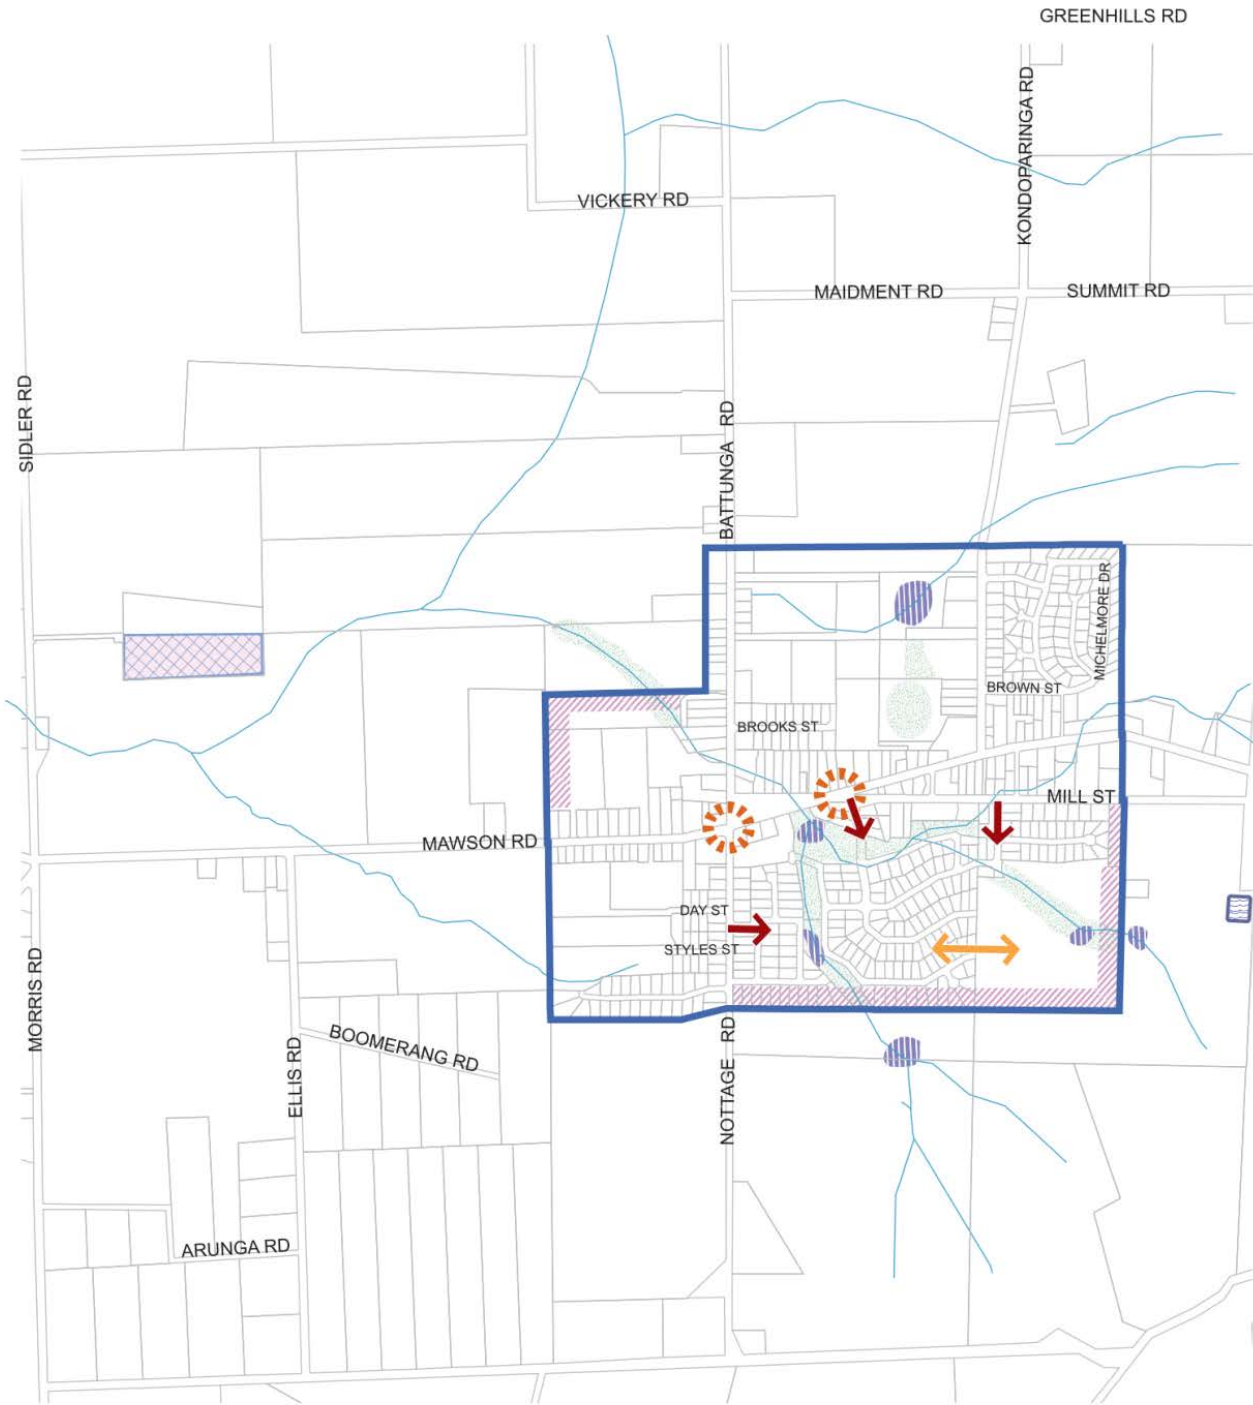 GREENHILLS RD
KONDOPARINGA RD
VICKERY RD
MAIDMENT RD
SUMMIT RD
SIDLER RD
BATTUNGA RD
MICHELMORE DR
BROWN ST
BROOKS ST
MILL ST
MAWSON RD
DAY ST
STYLES ST
MORRIS RD
NOTTAGE RD
BOOMERANG RD
ELLIS RD
ARUNGA RD